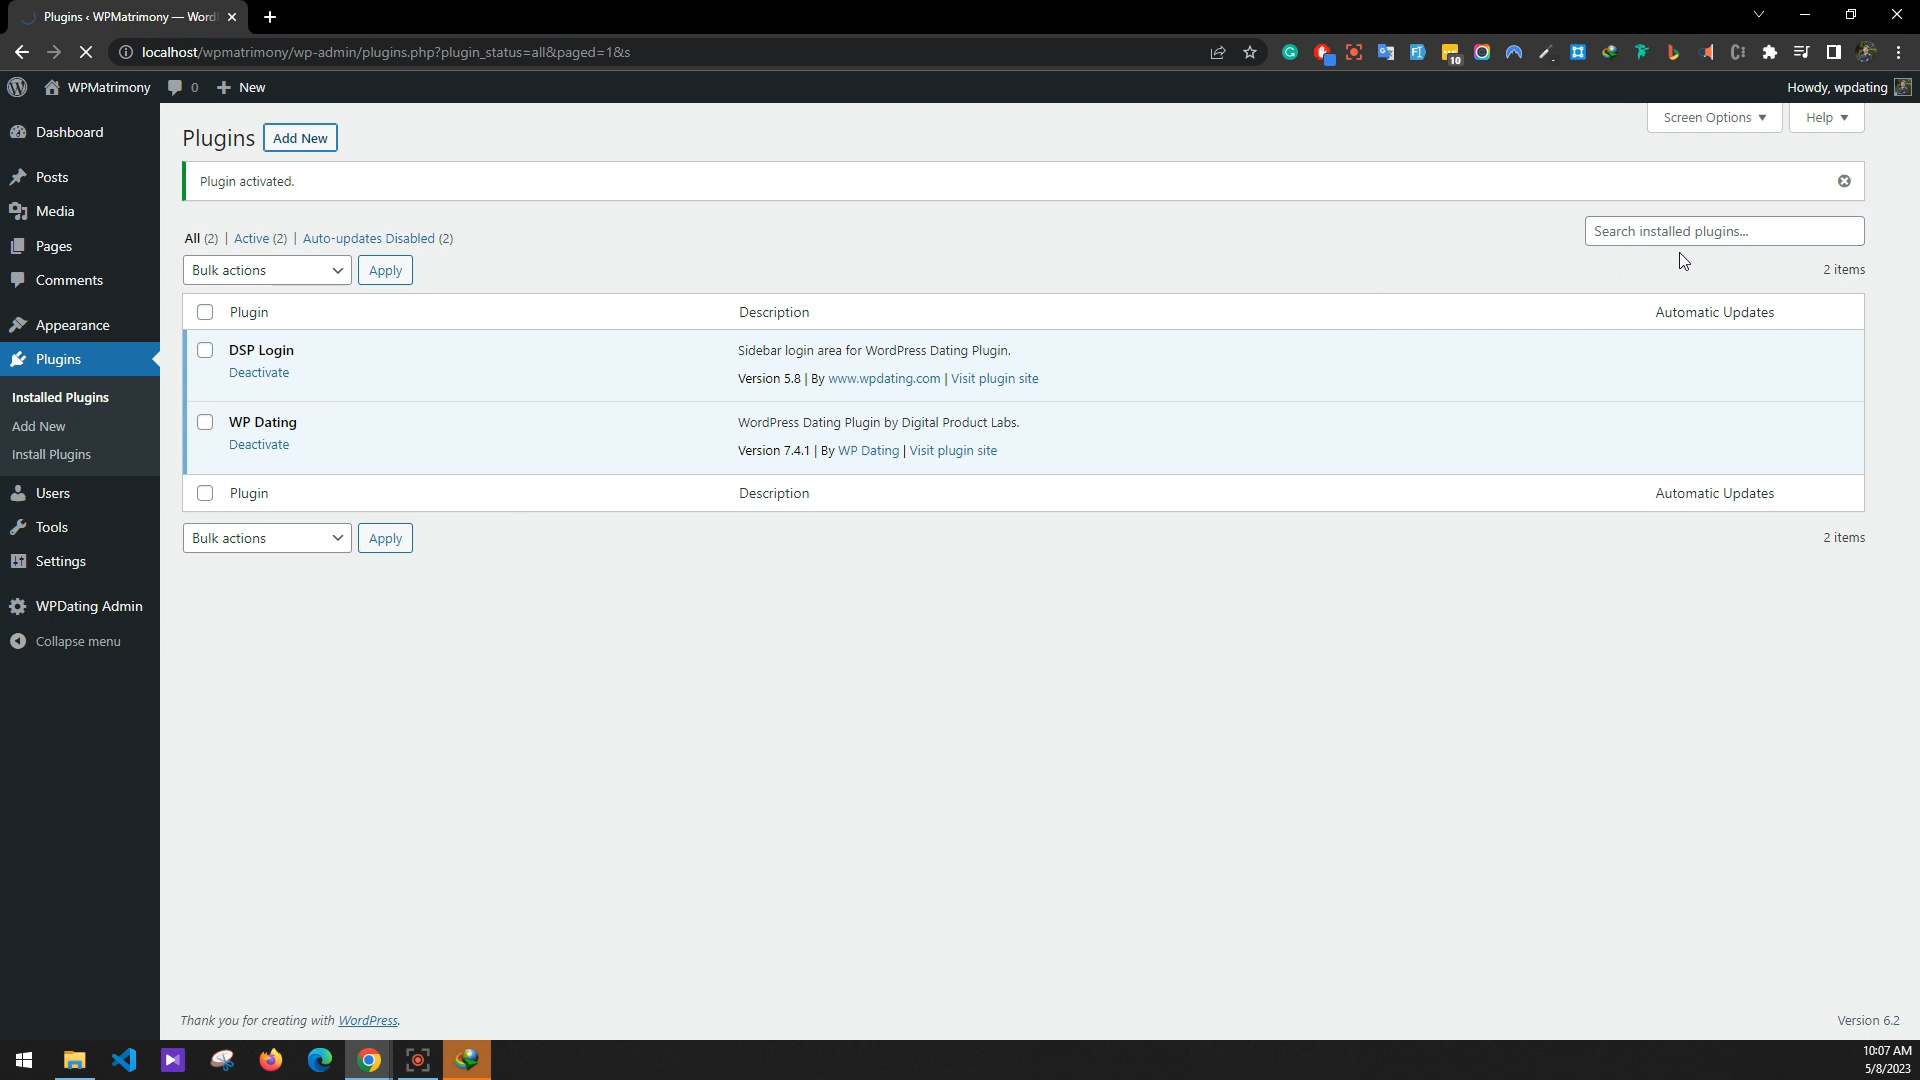 Plugins ‹ WPMatrimony — Word
localhost/wpmatrimony/wp-admin/plugins.php?plugin_status=all&paged=1&s
10
WPMatrimony
0
New
Howdy, wpdating
Dashboard
Posts
Media
Pages
Comments
Appearance
Plugins
Installed Plugins
Add New
Install Plugins
Users
Tools
Settings
WPDating Admin
Collapse menu
Screen Options
Help
Plugins
Add New
Plugin activated.
All (2) | Active (2) | Auto-updates Disabled (2)
Search installed plugins...
Bulk actions
Apply
2 items
Plugin
Description
Automatic Updates
DSP Login
Deactivate
Sidebar login area for WordPress Dating Plugin.
Version 5.8 | By www.wpdating.com | Visit plugin site
WP Dating
Deactivate
WordPress Dating Plugin by Digital Product Labs.
Version 7.4.1 | By WP Dating | Visit plugin site
Plugin
Description
Automatic Updates
Bulk actions
Apply
2 items
Thank you for creating with WordPress.
Version 6.2
10:07 AM
5/8/2023